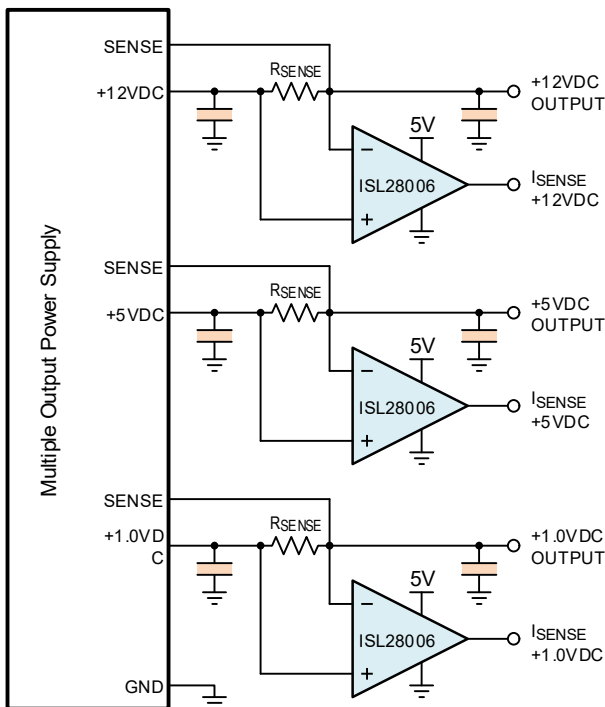 SENSE
RSENSE
+12VDC
+12VDC
OUTPUT
5V
ISL28006
ISENSE
+12VDC
Multiple Output Power Supply
SENSE
RSENSE
+5VDC
+5VDC
OUTPUT
5V
ISL28006
ISENSE
+5VDC
SENSE
RSENSE
+1.0VD
C
+1.0VDC
OUTPUT
5V
ISL28006
ISENSE
+1.0VDC
GND